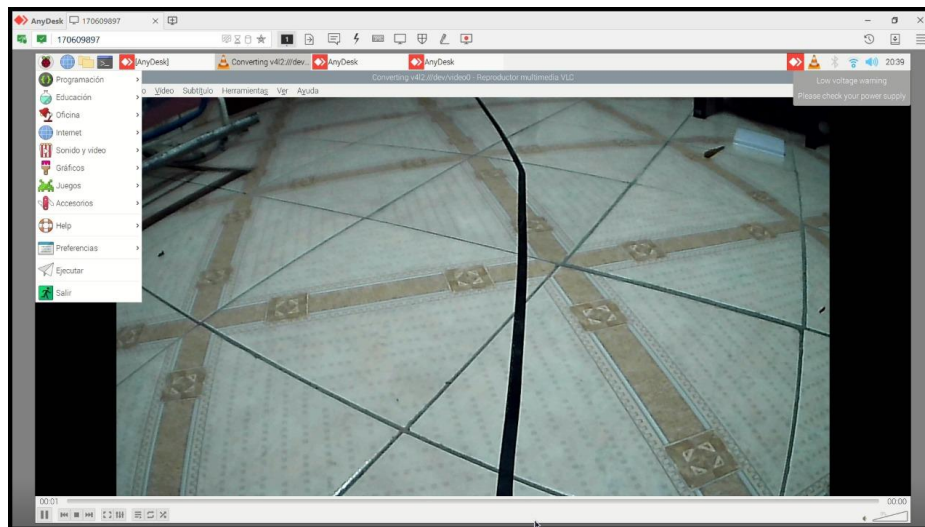 AnyDesk 170609897
170609897
1
[AnyDesk]
Converting v4l2:///dev...
AnyDesk
AnyDesk
20:39
Converting v4l2:///dev/video0 - Reproductor multimedia VLC
Low voltage warning
Please check your power supply
o Video Subtítulo Herramientas Ver Ayuda
Programación
Educación
Oficina
Internet
Sonido y vídeo
Gráficos
Juegos
Accesorios
Help
Preferencias
Ejecutar
Salir
00:01
00:00